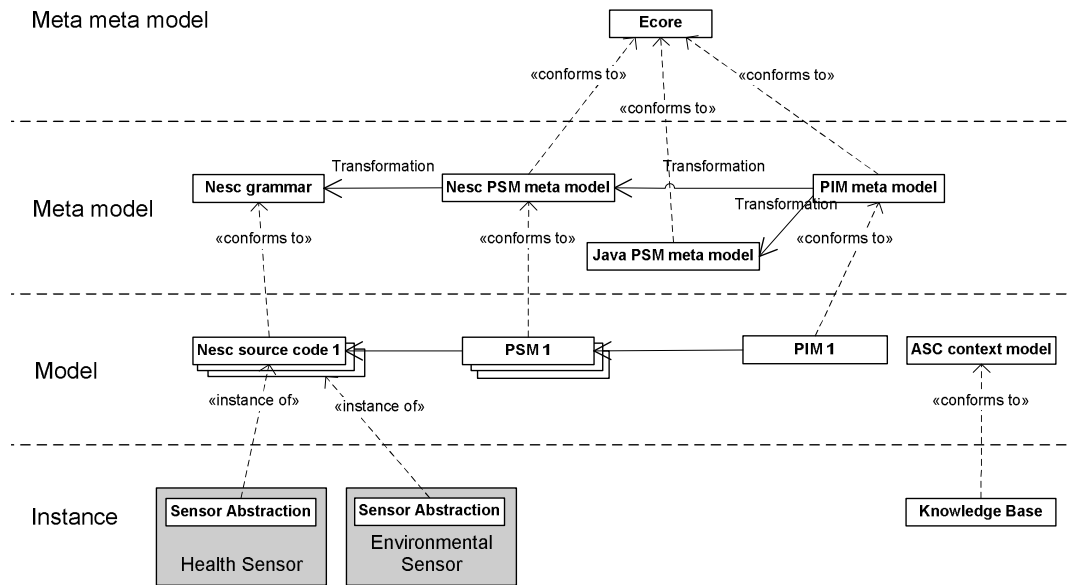 Meta meta model
Ecore
«conforms to»
«conforms to»
«conforms to»
Transformation
Transformation
Nesc grammar
Nesc PSM meta model
PIM meta model
Meta model
Transformation
«conforms to»
«conforms to»
«conforms to»
Java PSM meta model
Nesc source code 1
PSM 1
PIM 1
ASC context model
Model
«instance of»
«instance of»
«conforms to»
Instance
Sensor Abstraction
Sensor Abstraction
Knowledge Base
Health Sensor
Environmental
Sensor